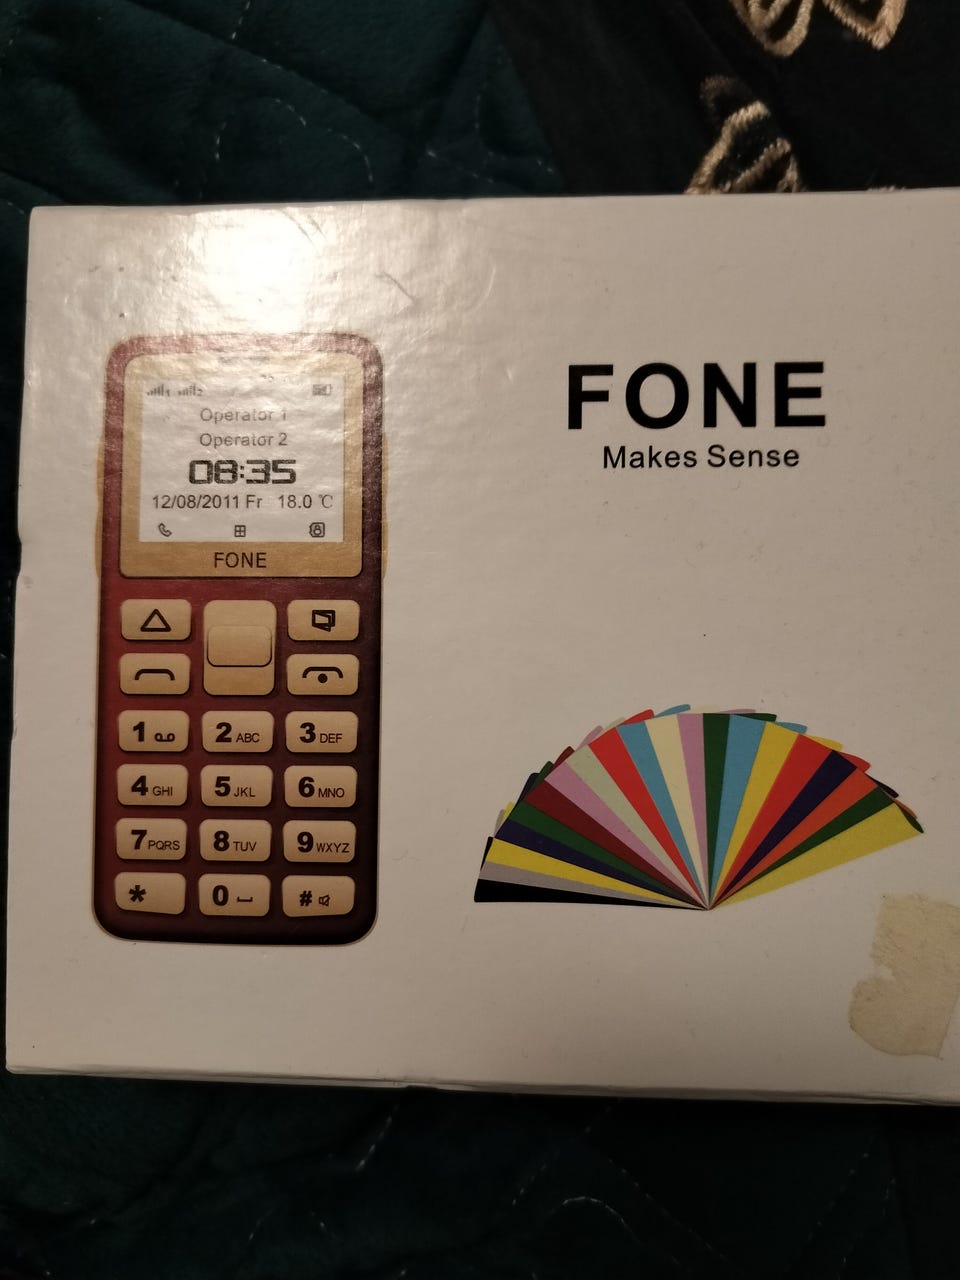 Operator 1
Operator 2
08:35
12/08/2011 Fr 18.0 ℃
FONE
1
2 ABC
3 DEF
4 GHI
5 JKL
6 MNO
7 PQRS
8 TUV
9 WXYZ
*
0
#
FONE
Makes Sense